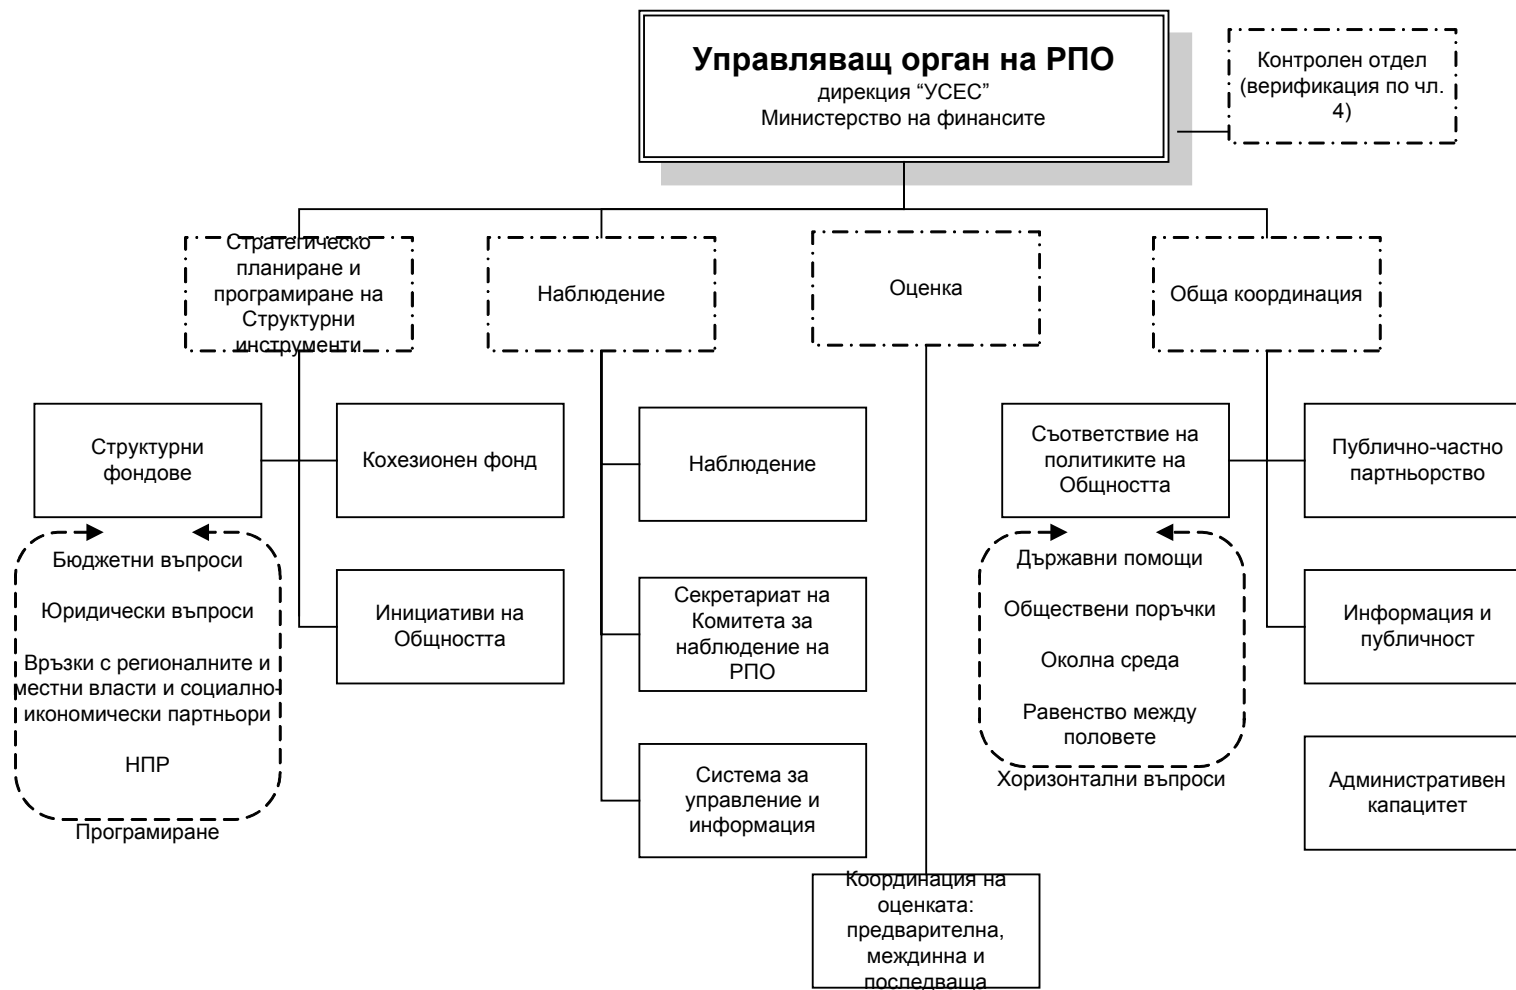 Управляващ орган на РПО
дирекция “УСЕС”
Министерство на финансите
Контролен отдел
(верификация по чл.
4)
Стратегическо
планиране и
програмиране на
Структурни
инструменти
Наблюдение
Оценка
Обща координация
Структурни
фондове
Кохезионен фонд
Наблюдение
Съответствие на
политиките на
Общността
Публично-частно
партньорство
Бюджетни въпроси
Юридически въпроси
Връзки с регионалните и
местни власти и социално-
икономически партньори
НПР
Програмиране
Инициативи на
Общността
Секретариат на
Комитета за
наблюдение на
РПО
Държавни помощи
Обществени поръчки
Околна среда
Равенство между
половете
Хоризонтални въпроси
Информация и
публичност
Система за
управление и
информация
Административен
капацитет
Координация на
оценката:
предварителна,
междинна и
последваща